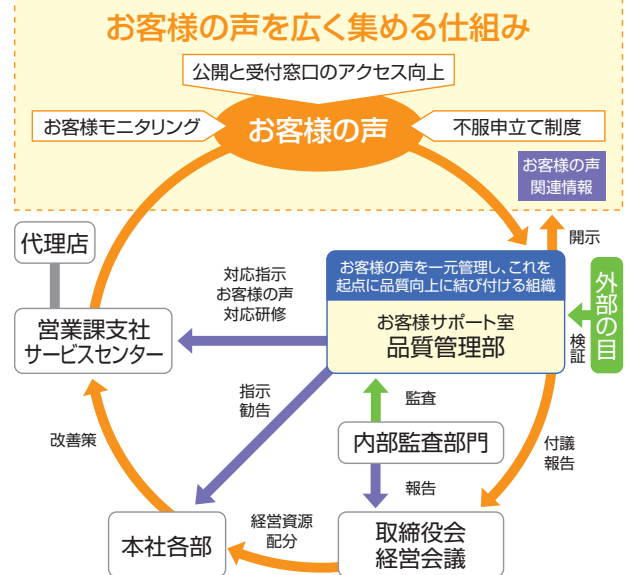 お客様の声を広く集める仕組み
公開と受付窓口のアクセス向上
お客様モニタリング
お客様の声
不服申立て制度
お客様の声
関連情報
開示
代理店
対応指示
お客様の声
対応研修
お客様の声を一元管理し、これを
起点に品質向上に結び付ける組織
お客様サポート室
品質管理部
外部の目
検証
営業課支社
サービスセンター
指示
勧告
監査
改善策
内部監査部門
付議
報告
報告
経営資源
配分
本社各部
取締役会
経営会議